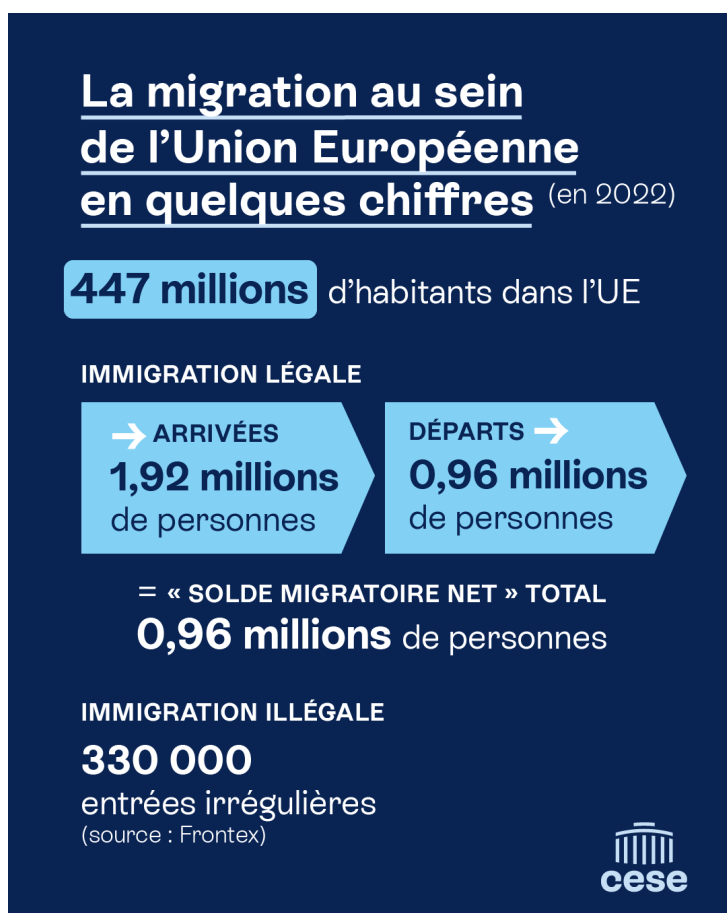 La migration au sein
de l’Union Européenne
en quelques chiffres (en 2022)
447 millions d’habitants dans l’UE
IMMIGRATION LÉGALE
→ ARRIVÉES
1,92 millions
de personnes
DÉPARTS →
0,96 millions
de personnes
= « SOLDE MIGRATOIRE NET » TOTAL
0,96 millions de personnes
IMMIGRATION ILLÉGALE
330 000
entrées irrégulières
(source : Frontex)
cese